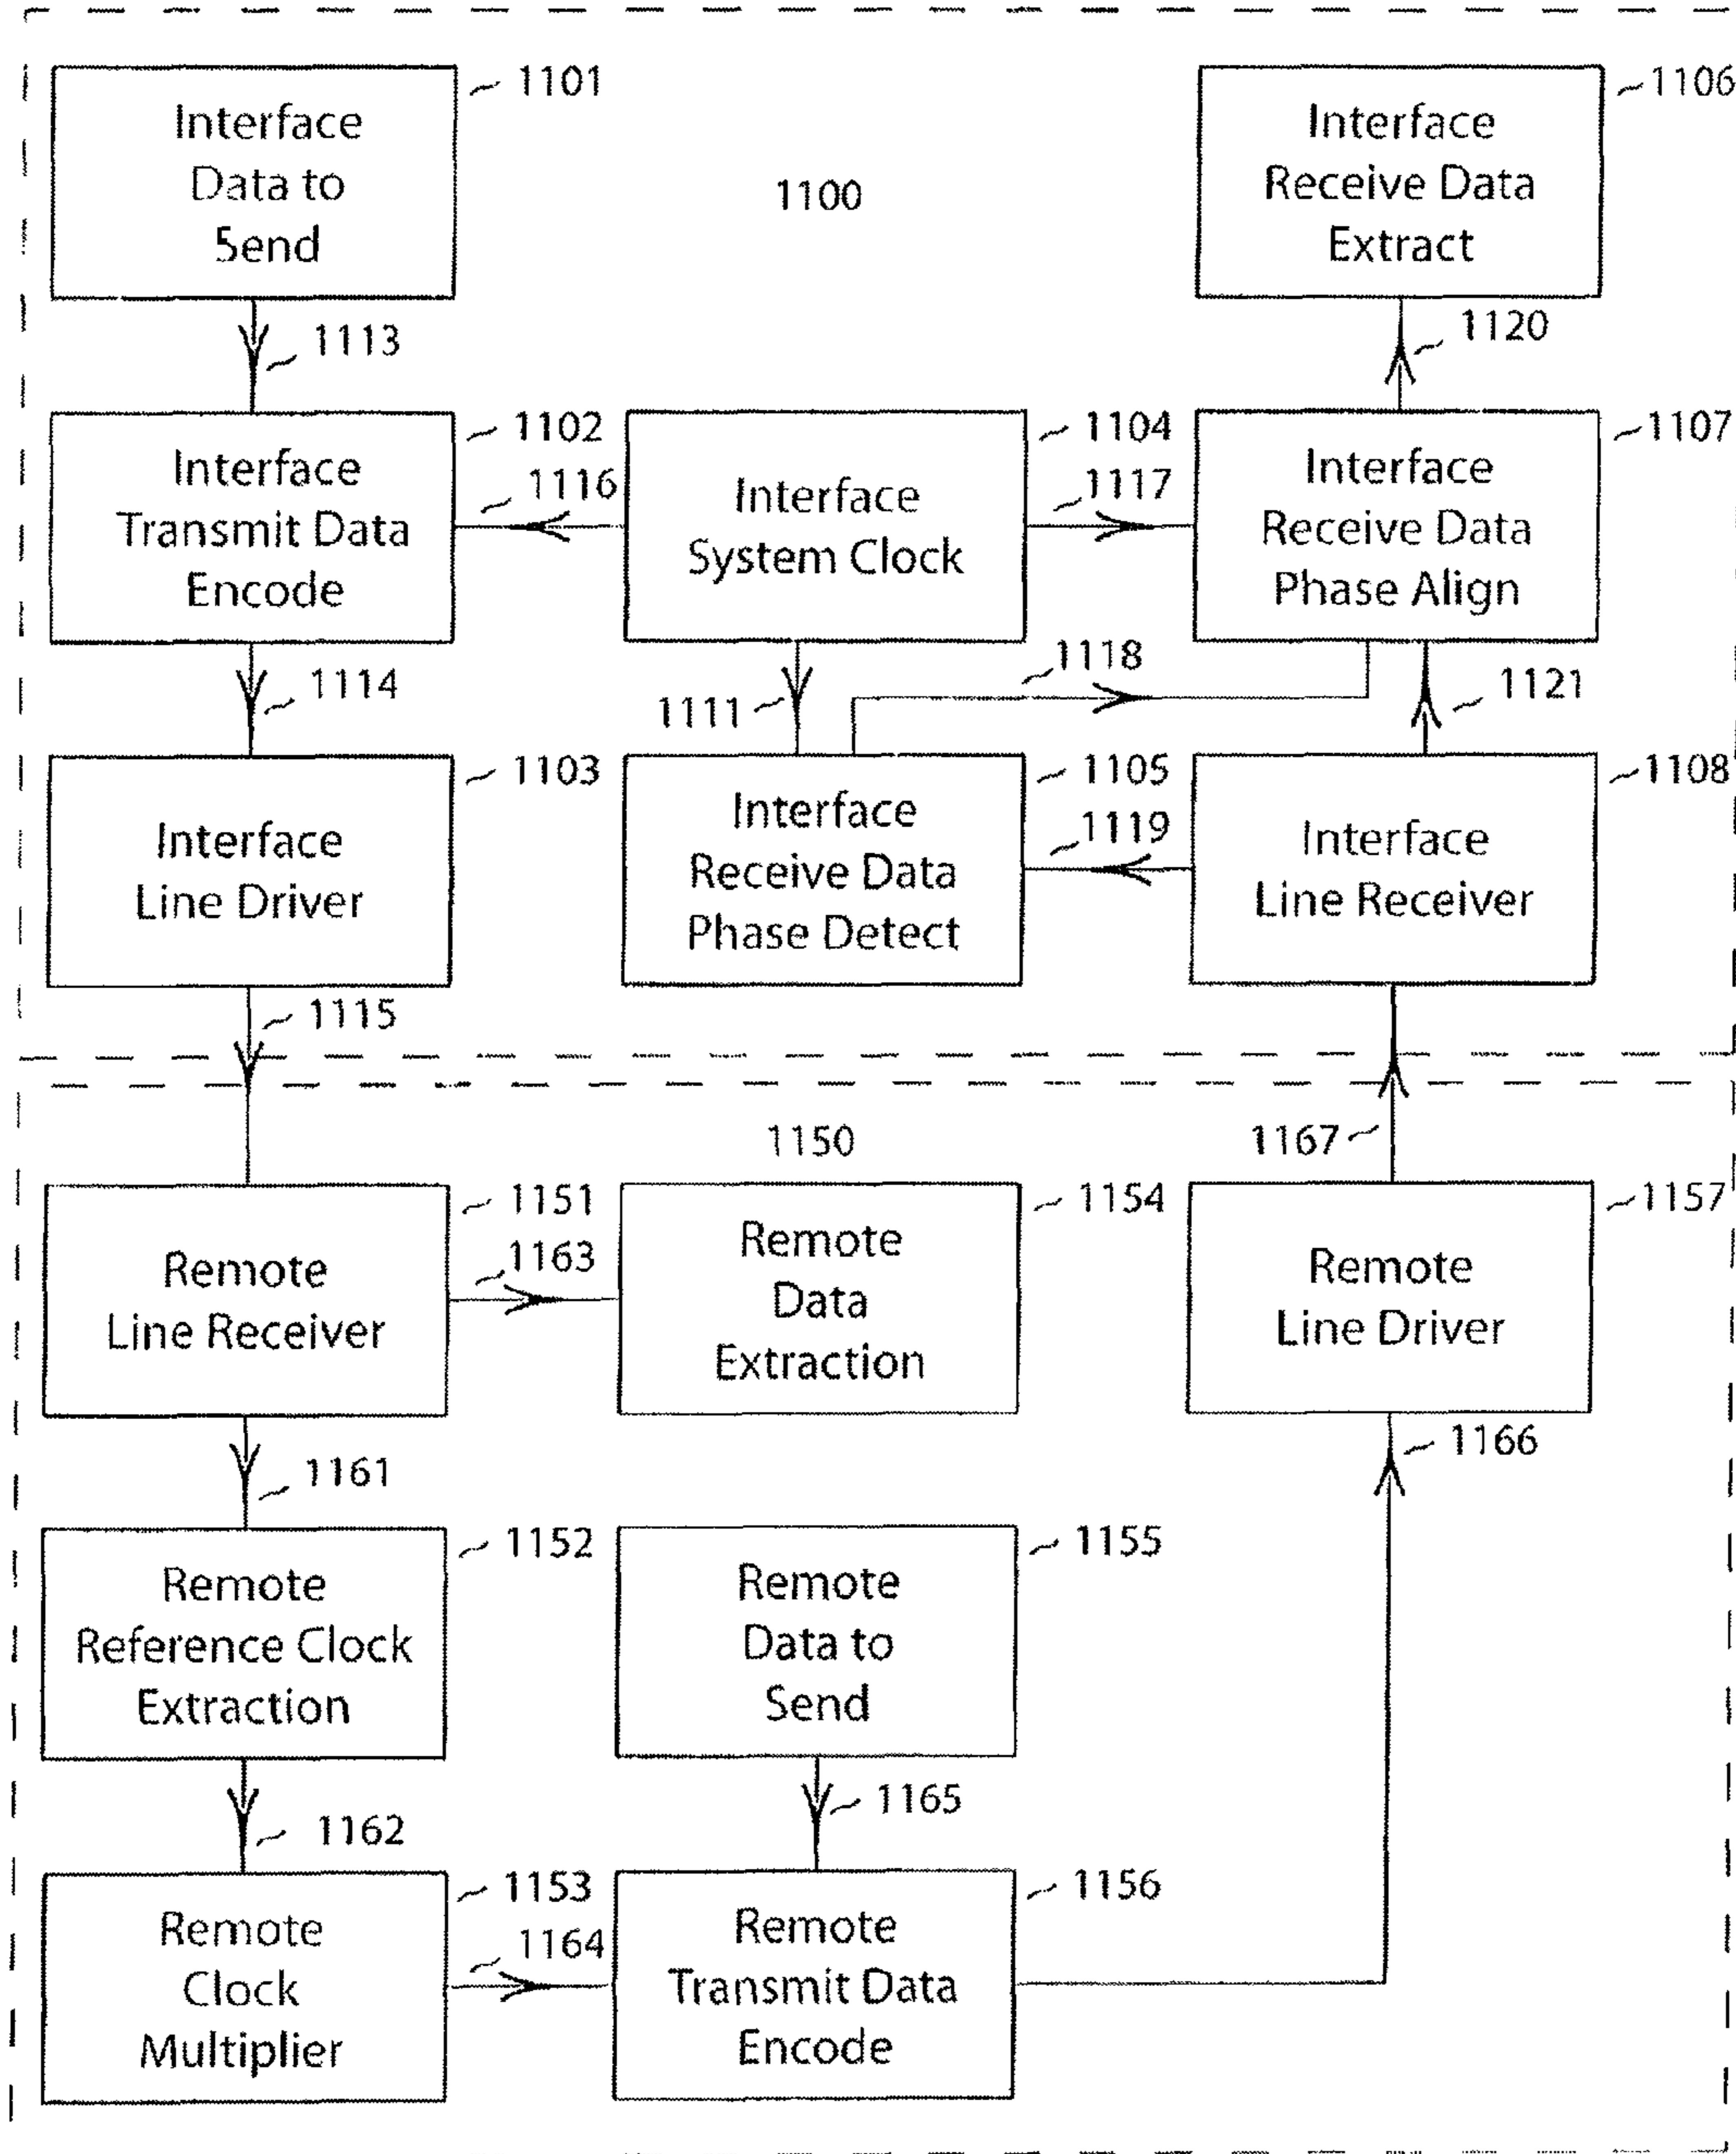 1101
Interface
Data to
Send
1100
1106
Interface
Receive Data
Extract
1113
1120
1102
Interface
Transmit Data
Encode
1116
1104
Interface
System Clock
1117
1107
Interface
Receive Data
Phase Align
1114
1111
1118
1121
1103
Interface
Line Driver
1105
Interface
Receive Data
Phase Detect
1119
1108
Interface
Line Receiver
1115
1150
1167
1151
Remote
Line Receiver
1163
1154
Remote
Data
Extraction
1157
Remote
Line Driver
1161
1166
1152
Remote
Reference Clock
Extraction
1155
Remote
Data to
Send
1162
1165
1153
Remote
Clock
Multiplier
1164
1156
Remote
Transmit Data
Encode